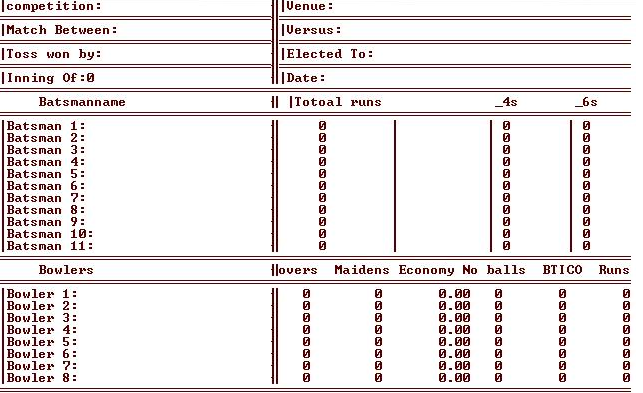 |competition: |Venue:
|Match Between: |Versus:
|Toss won by: |Elected To:
|Inning Of:0 |Date:
Batsmanname |Totoal runs _4s _6s
|Batsman 1: 0 0 0
|Batsman 2: 0 0 0
|Batsman 3: 0 0 0
|Batsman 4: 0 0 0
|Batsman 5: 0 0 0
|Batsman 6: 0 0 0
|Batsman 7: 0 0 0
|Batsman 8: 0 0 0
|Batsman 9: 0 0 0
|Batsman 10: 0 0 0
|Batsman 11: 0 0 0
Bowlers overs Maidens Economy No balls BTICO Runs
|Bowler 1: 0 0 0.00 0 0 0
|Bowler 2: 0 0 0.00 0 0 0
|Bowler 3: 0 0 0.00 0 0 0
|Bowler 4: 0 0 0.00 0 0 0
|Bowler 5: 0 0 0.00 0 0 0
|Bowler 6: 0 0 0.00 0 0 0
|Bowler 7: 0 0 0.00 0 0 0
|Bowler 8: 0 0 0.00 0 0 0